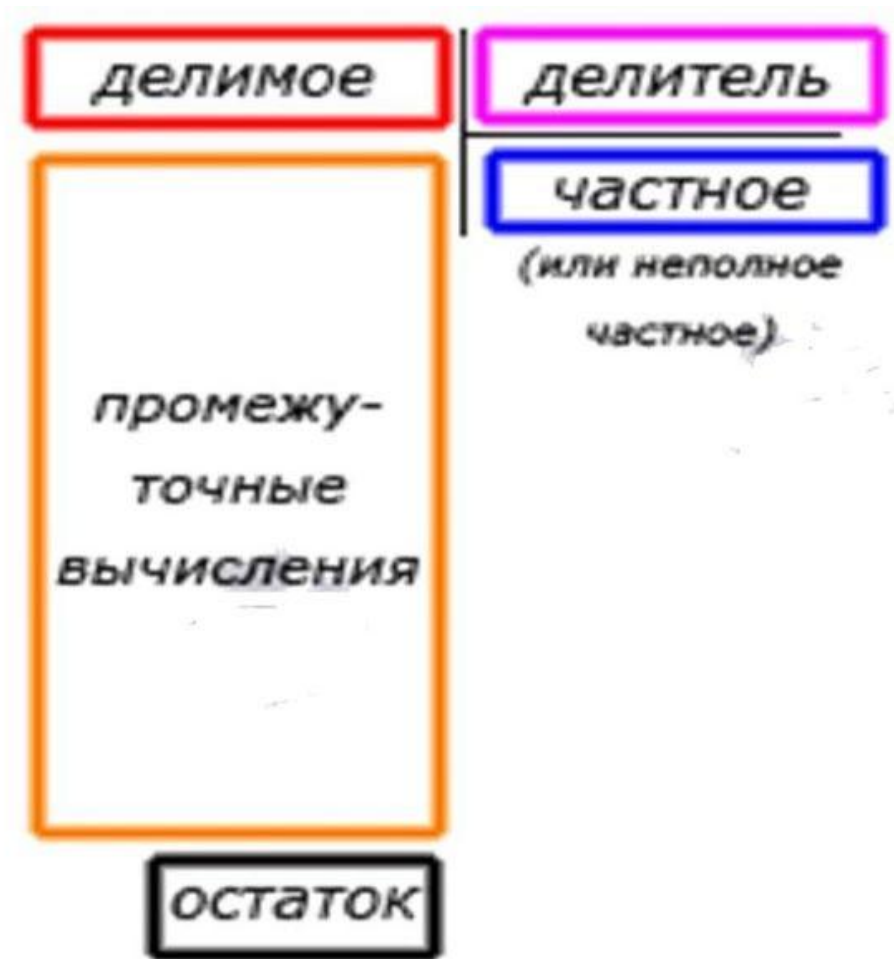 делимое
делитель
частное
(или неполное
частное)
промежу-
точные
вычисления
остаток